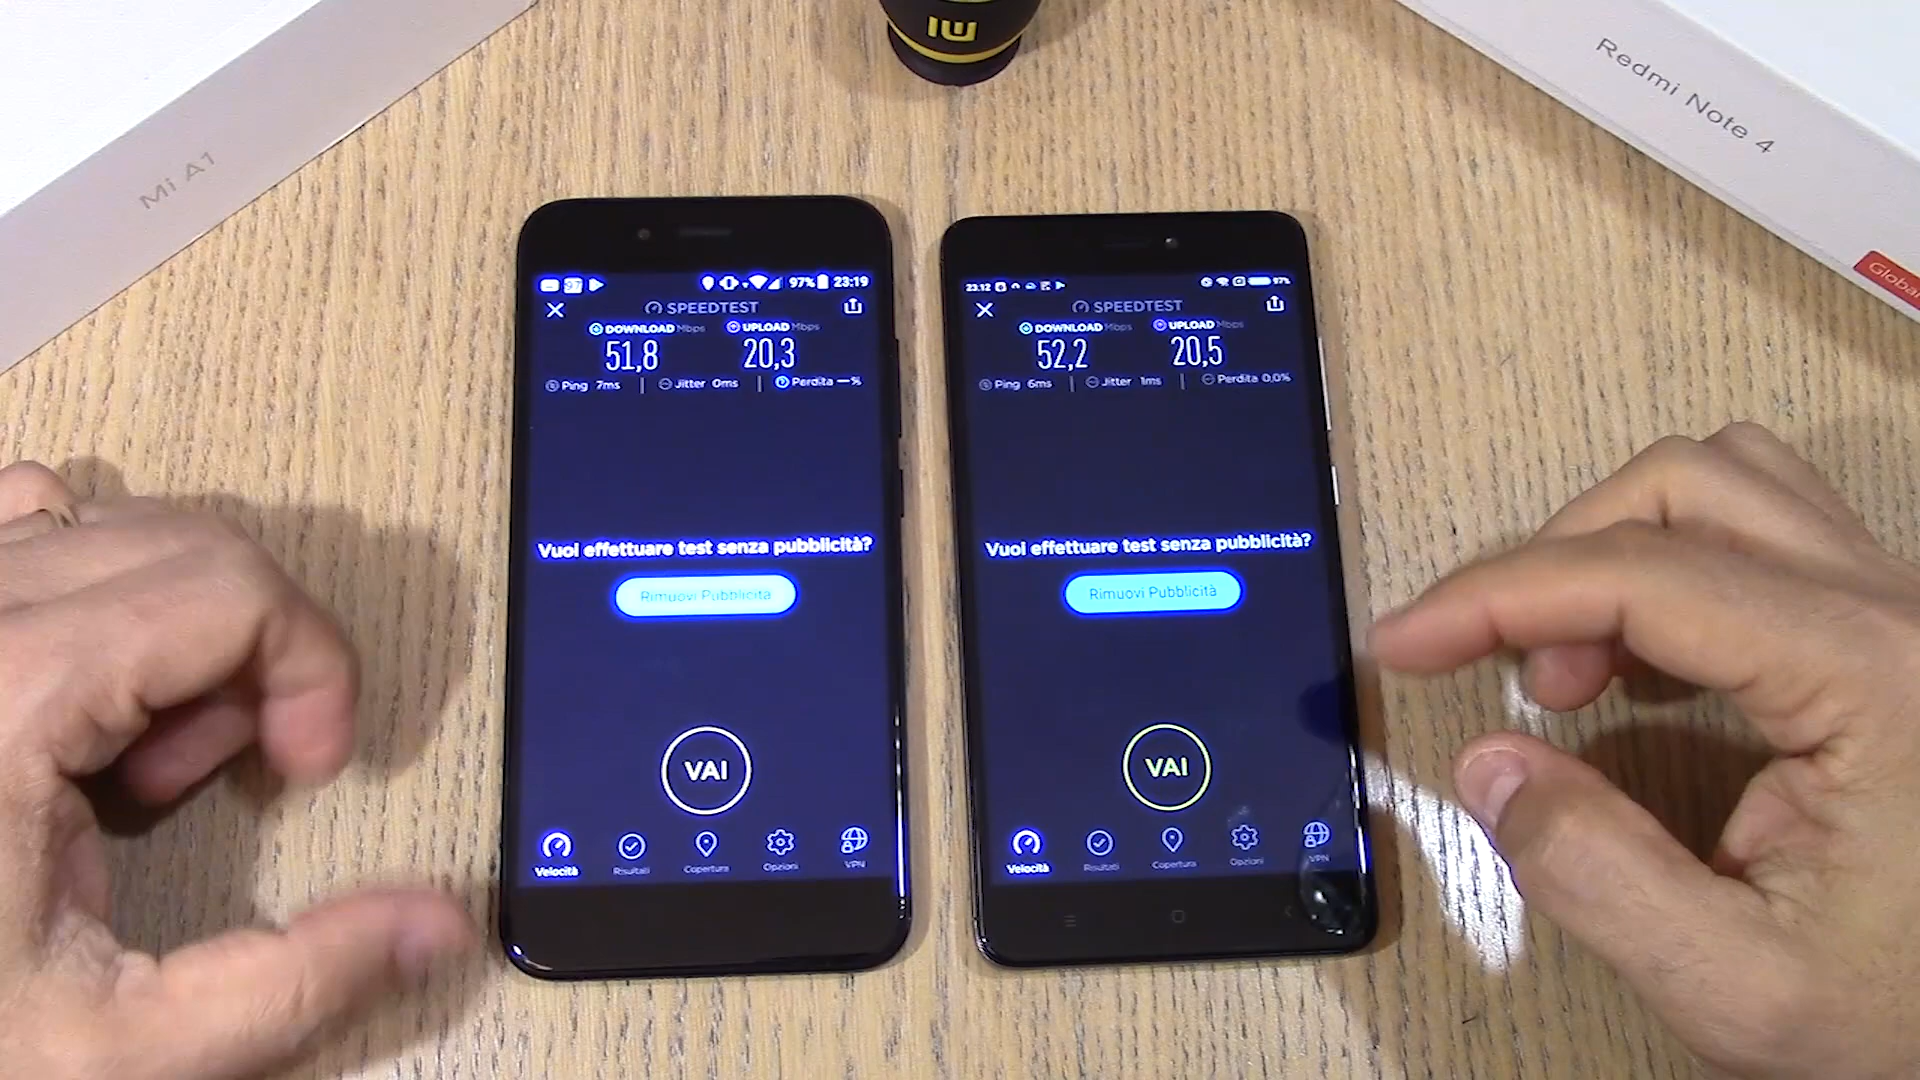 Mi A1
MI
Redmi Note 4
Global
97% 23:19
SPEEDTEST
DOWNLOAD Mbps UPLOAD Mbps
51,8 20,3
Ping 7ms Jitter 0ms Perdita —%
Vuoi effettuare test senza pubblicità?
Rimuovi Pubblicità
VAI
Velocità Risultati Copertura Opzioni VPN
23:12 97%
SPEEDTEST
DOWNLOAD Mbps UPLOAD Mbps
52,2 20,5
Ping 6ms Jitter 1ms Perdita 0,0%
Vuoi effettuare test senza pubblicità?
Rimuovi Pubblicità
VAI
Velocità Risultati Copertura Opzioni VPN